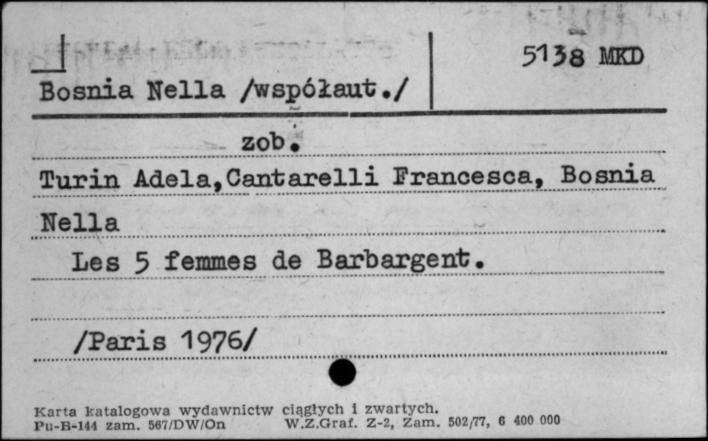 5138 MKD
Bosnia Nella /współaut./
zob.
Turin Adela,Cantarelli Francesca, Bosnia
Nella
Les 5 femmes de Barbargent.
/Paris 1976/
Karta katalogowa wydawnictw ciągłych i zwartych.
Pu-B-144 zam. 567/DW/On W.Z.Graf. Z-2, Zam. 502/77, 6 400 000